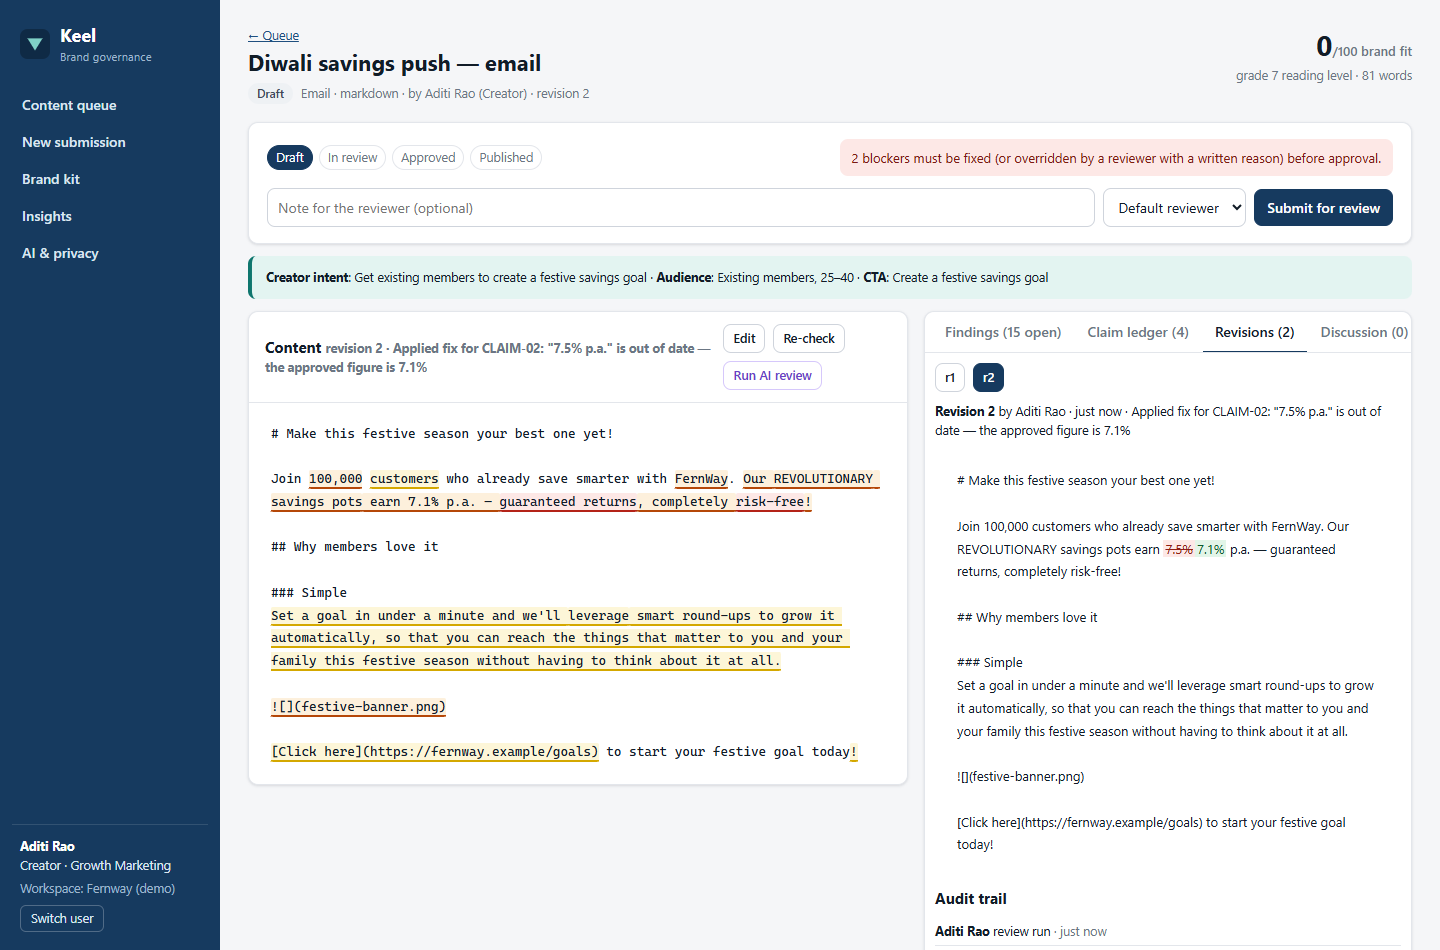 Keel
Brand governance
Content queue
New submission
Brand kit
Insights
AI & privacy
Aditi Rao
Creator · Growth Marketing
Workspace: Fernway (demo)
Switch user
← Queue
Diwali savings push — email
Draft Email · markdown · by Aditi Rao (Creator) · revision 2
0/100 brand fit
grade 7 reading level · 81 words
Draft In review Approved Published
2 blockers must be fixed (or overridden by a reviewer with a written reason) before approval.
Note for the reviewer (optional) Default reviewer Submit for review
Creator intent: Get existing members to create a festive savings goal · Audience: Existing members, 25–40 · CTA: Create a festive savings goal
Content revision 2 · Applied fix for CLAIM-02: "7.5% p.a." is out of date —
the approved figure is 7.1%
Edit Re-check
Run AI review
# Make this festive season your best one yet!
Join 100,000 customers who already save smarter with FernWay. Our REVOLUTIONARY
savings pots earn 7.1% p.a. — guaranteed returns, completely risk-free!
## Why members love it
### Simple
Set a goal in under a minute and we'll leverage smart round-ups to grow it
automatically, so that you can reach the things that matter to you and your
family this festive season without having to think about it at all.
![](festive-banner.png)
[Click here](https://fernway.example/goals) to start your festive goal today!
Findings (15 open) Claim ledger (4) Revisions (2) Discussion (0)
r1 r2
Revision 2 by Aditi Rao · just now · Applied fix for CLAIM-02: "7.5% p.a." is out of
date — the approved figure is 7.1%
# Make this festive season your best one yet!
Join 100,000 customers who already save smarter with FernWay. Our
REVOLUTIONARY savings pots earn 7.5% 7.1% p.a. — guaranteed
returns, completely risk-free!
## Why members love it
### Simple
Set a goal in under a minute and we'll leverage smart round-ups to grow
it automatically, so that you can reach the things that matter to you and
your family this festive season without having to think about it at all.
![](festive-banner.png)
[Click here](https://fernway.example/goals) to start your festive goal
today!
Audit trail
Aditi Rao review run · just now